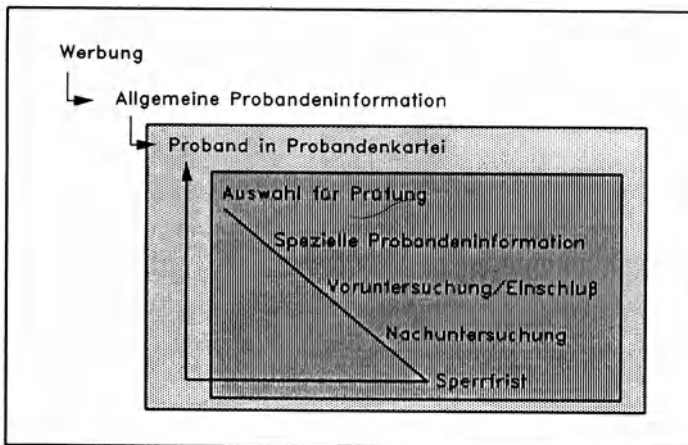 Werbung
Allgemeine Probandeninformation
Proband in Probandenkartei
Auswahl für Prüfung
Spezielle Probandeninformation
Voruntersuchung/Einschluß
Nachuntersuchung
Sperrfrist